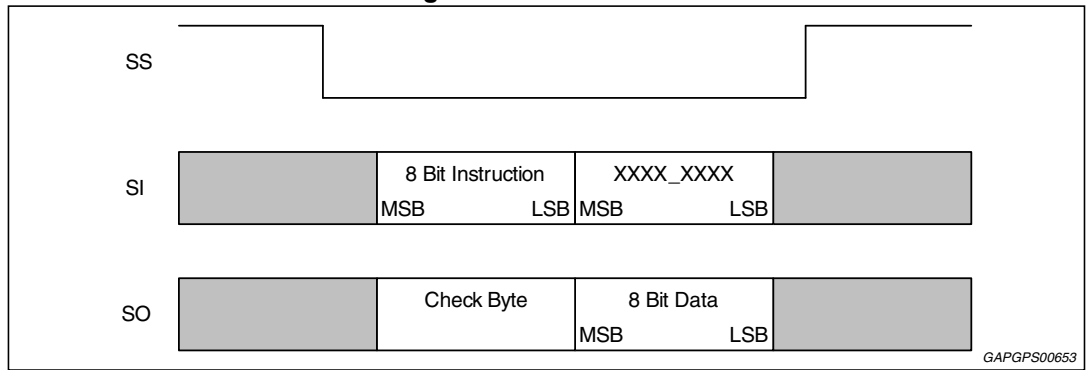 g
SS
SI
8 Bit Instruction
XXXX_XXXX
MSB LSB MSB LSB
SO
Check Byte
8 Bit Data
MSB LSB
GAPGPS00653